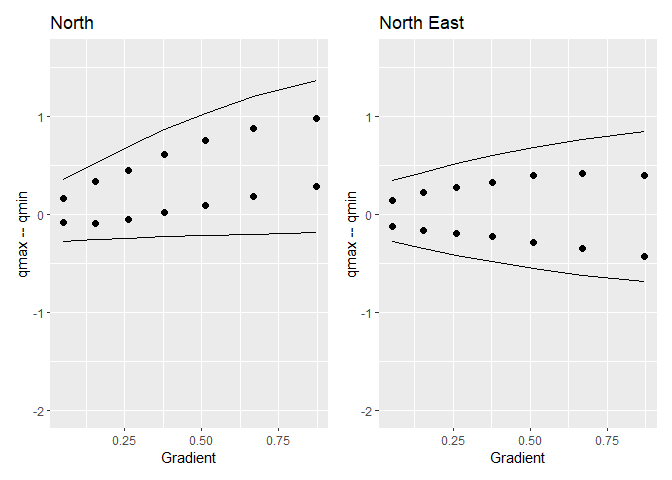 North
qmax -- qmin
1
0
-1
-2
0.25 0.50 0.75
Gradient
North East
qmax -- qmin
1
0
-1
-2
0.25 0.50 0.75
Gradient